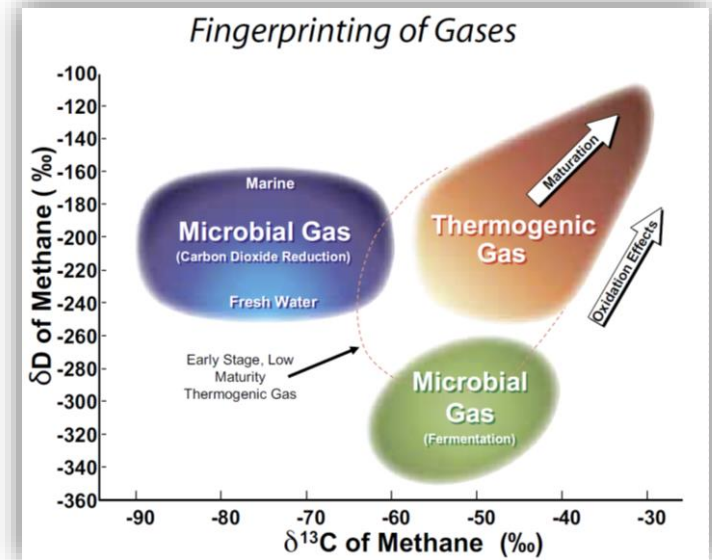 Fingerprinting of Gases
-100
-120
-140
-160
-180
-200
-220
-240
-260
-280
-300
-320
-340
-360
δD of Methane ( ‰)
Marine
Microbial Gas
(Carbon Dioxide Reduction)
Fresh Water
Maturation
Thermogenic
Gas
Oxidation Effects
Early Stage, Low
Maturity
Thermogenic Gas
Microbial
Gas
(Fermentation)
-90
-80
-70
-60
-50
-40
-30
δ¹³C of Methane (‰)